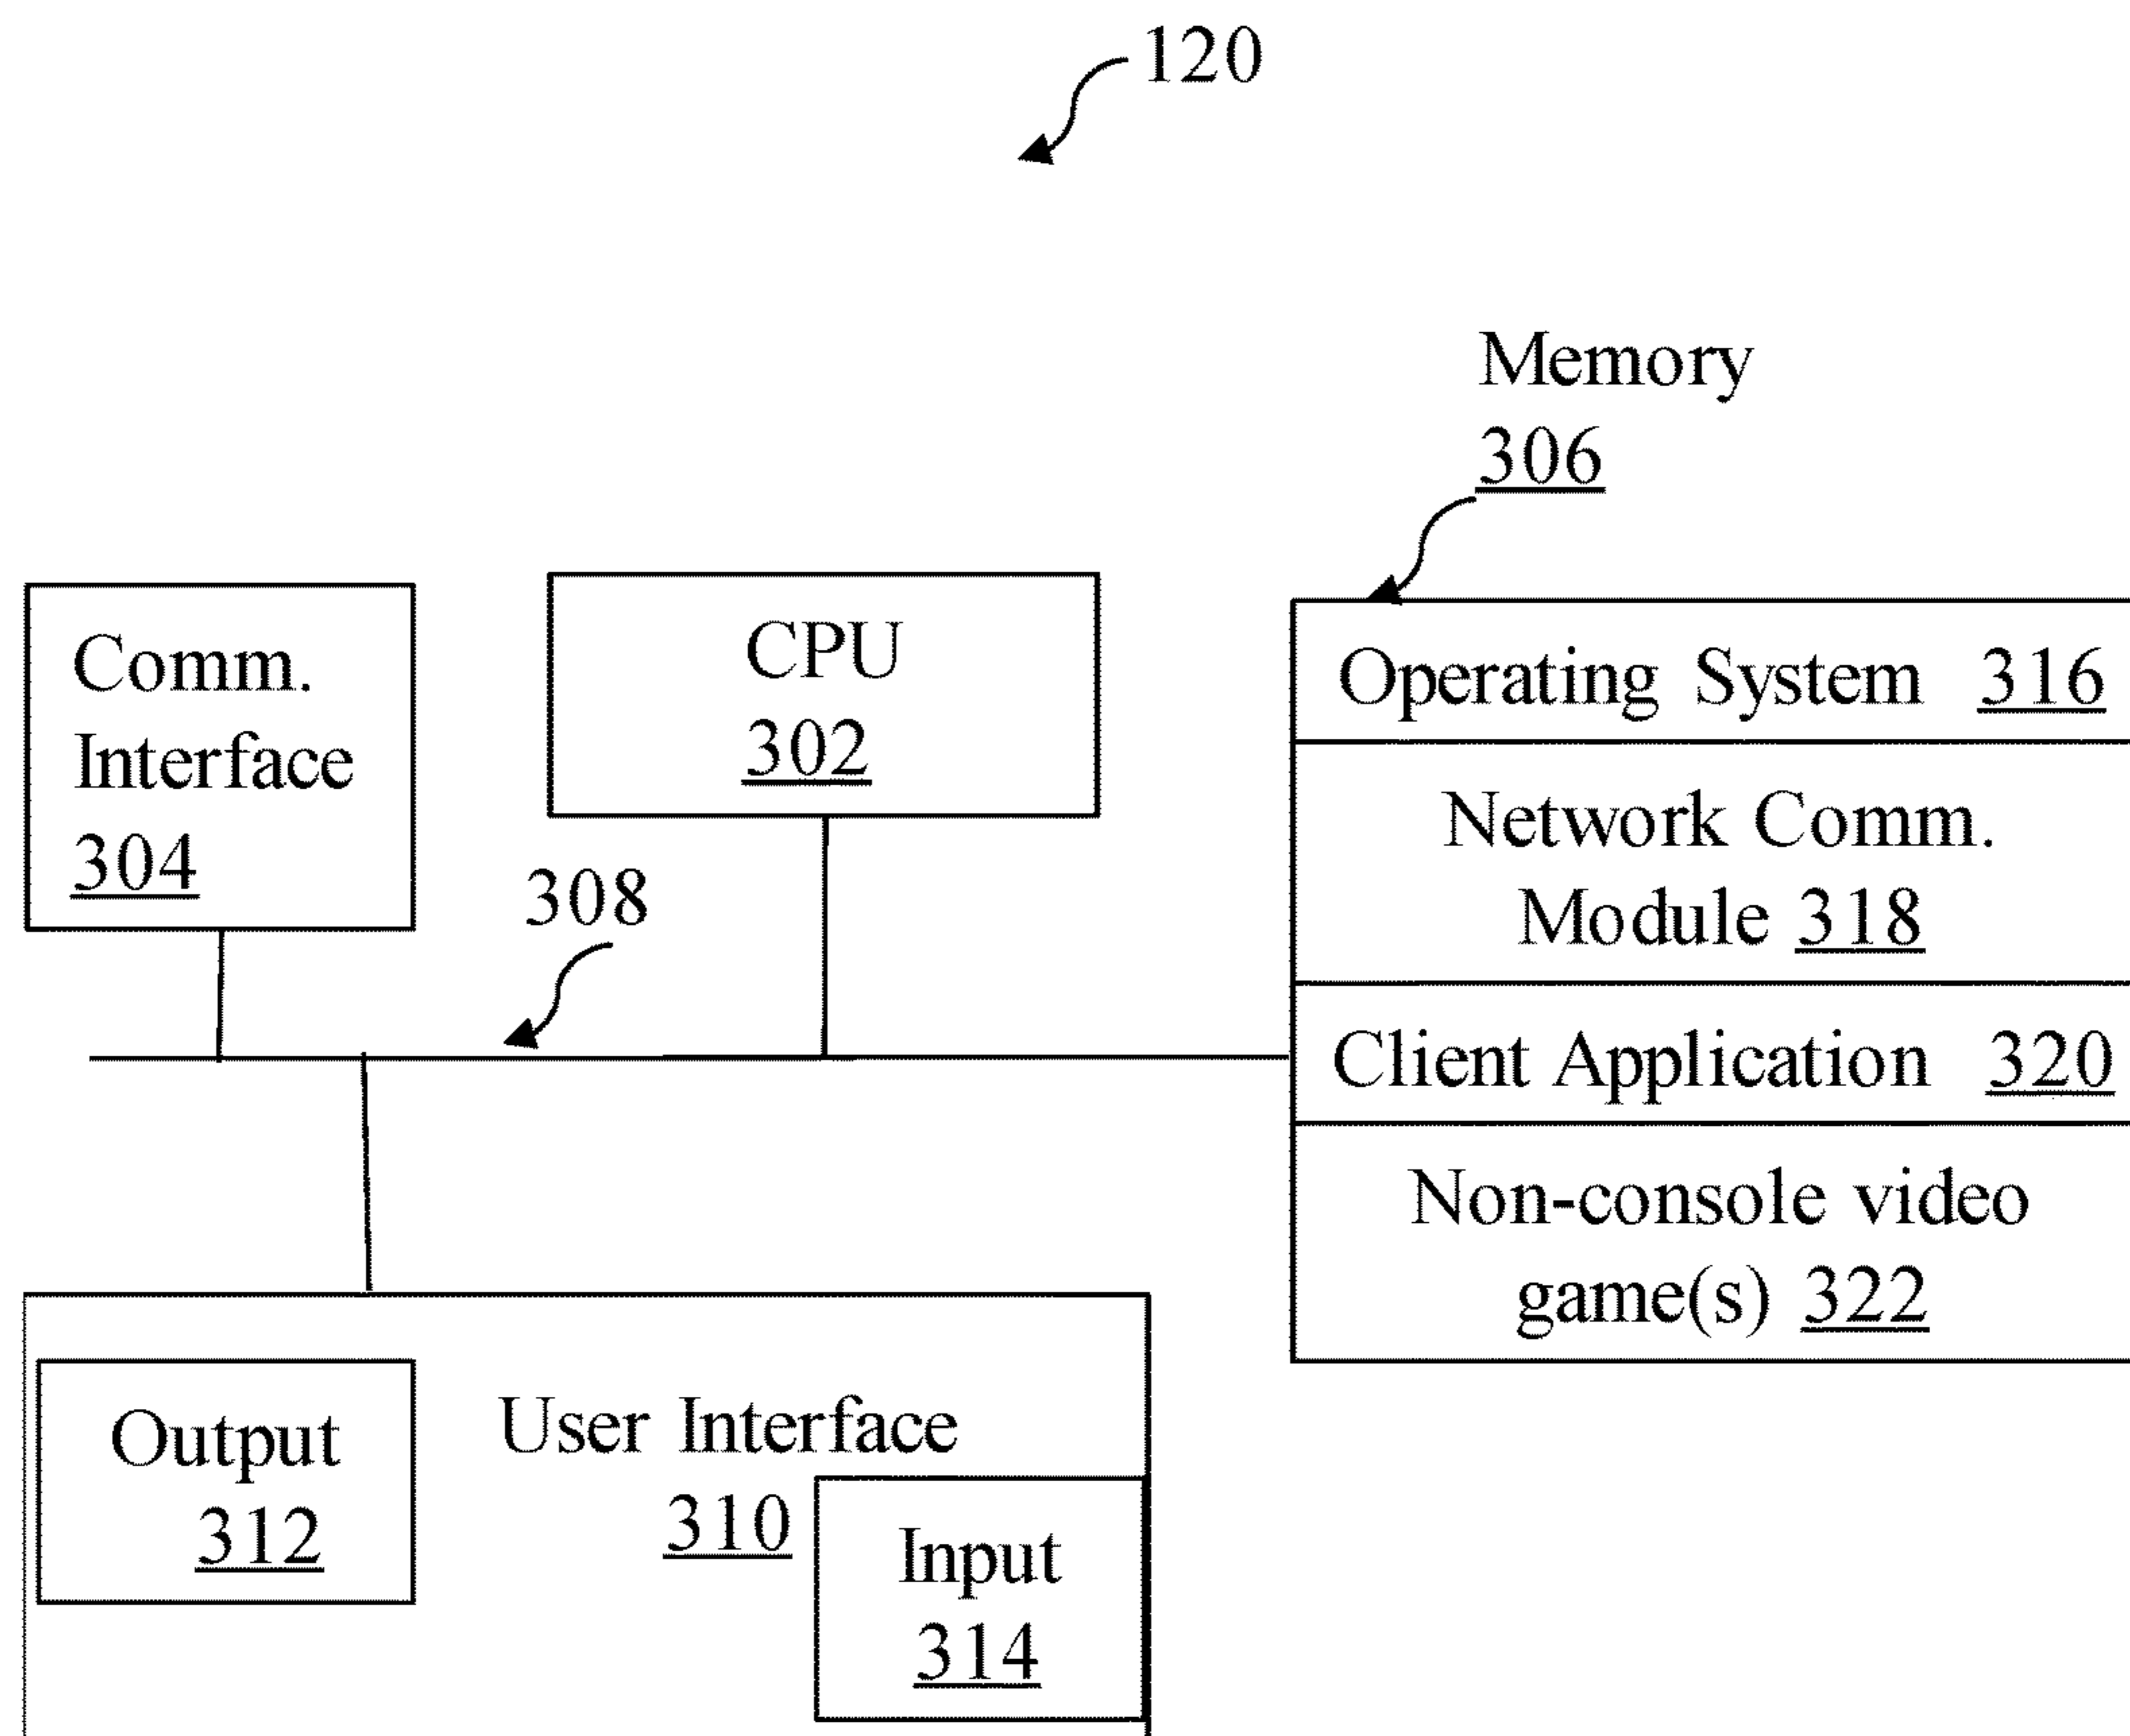 120
Memory
306
Comm.
Interface
304
CPU
302
308
Operating System 316
Network Comm.
Module 318
Client Application 320
Non-console video
game(s) 322
User Interface
310
Output
312
Input
314